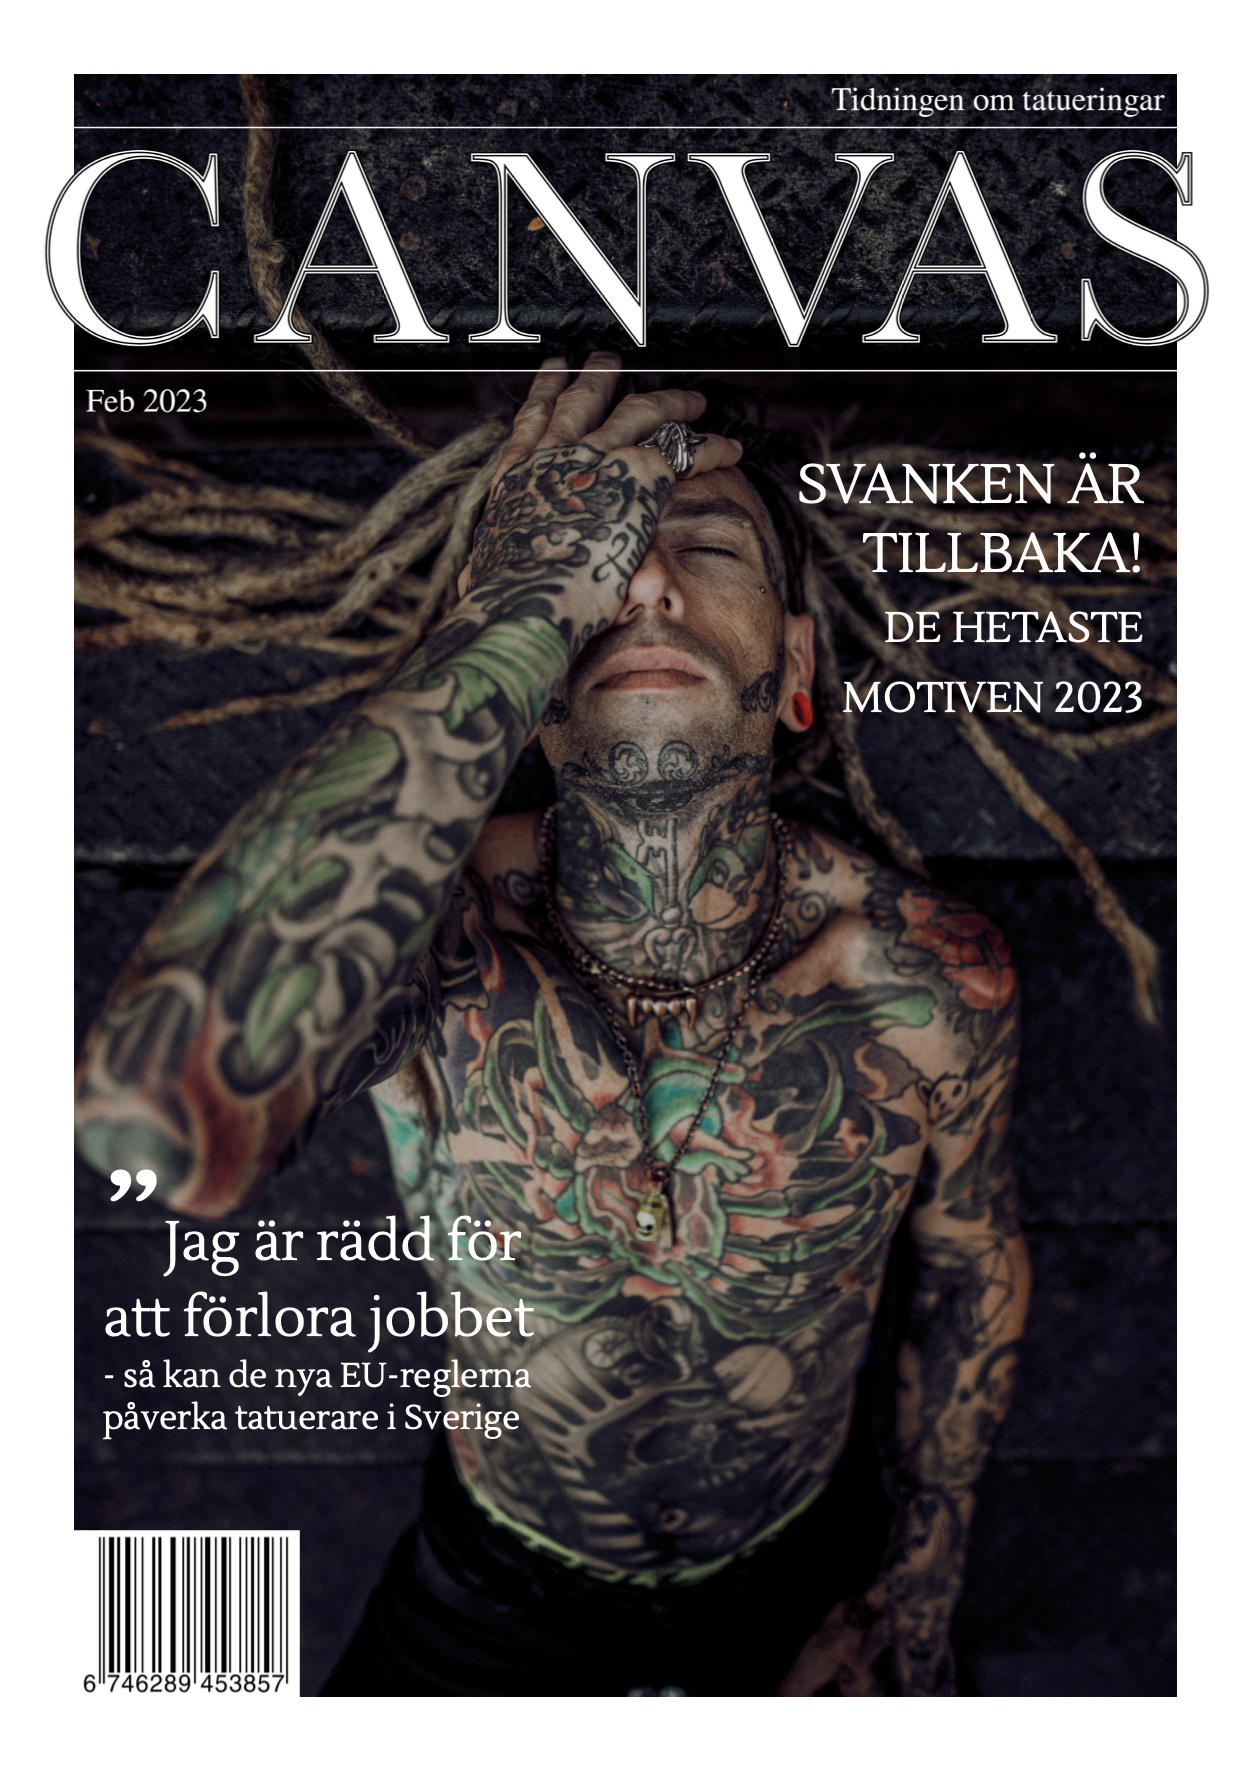 Tidningen om tatueringar
CANVAS
Feb 2023
SVANKEN ÄR
TILLBAKA!
DE HETASTE
MOTIVEN 2023
”Jag är rädd för
att förlora jobbet
- så kan de nya EU-reglerna
påverka tatuerare i Sverige
6 746289 453857